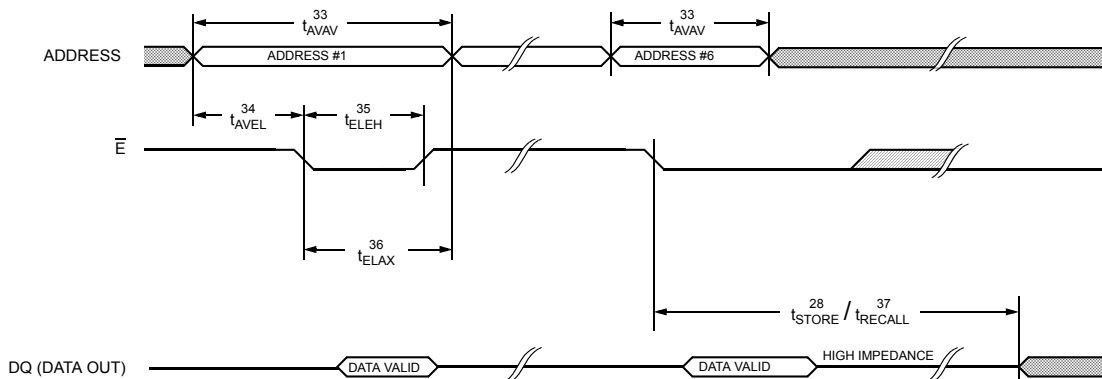 33
tAVAV
33
tAVAV
ADDRESS
ADDRESS #1
ADDRESS #6
34
tAVEL
35
tELEH
E
36
tELAX
28 37
tSTORE / tRECALL
DQ (DATA OUT)
DATA VALID
DATA VALID
HIGH IMPEDANCE